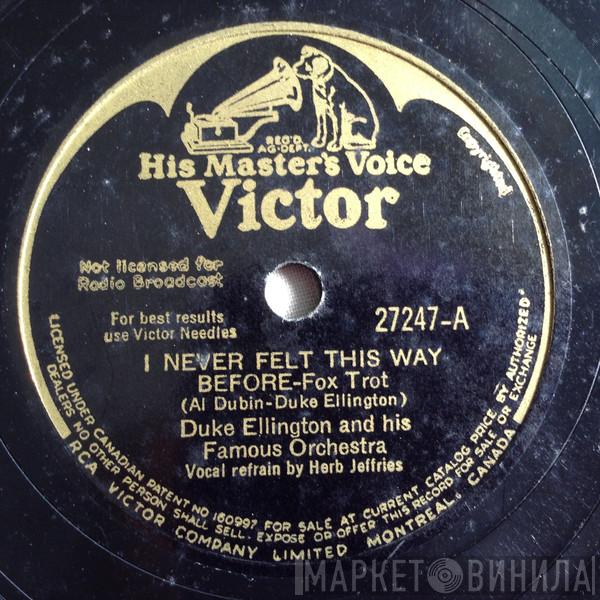 REG'D.
AG-DEPT.
His Master's Voice
Victor
Copyrighted
Not licensed for
Radio Broadcast
For best results
use Victor Needles
27247-A
I NEVER FELT THIS WAY
BEFORE-Fox Trot
(Al Dubin-Duke Ellington)
Duke Ellington and his
Famous Orchestra
Vocal refrain by Herb Jeffries
LICENSED UNDER CANADIAN PATENT NO 180997. FOR SALE AT CURRENT CATALOG PRICE BY AUTHORIZED
DEALERS NO OTHER PERSON SHALL SELL. EXPOSE OR OFFER THIS RECORD FOR SALE OR EXCHANGE
RCA VICTOR COMPANY LIMITED MONTREAL. CANADA
МАРКЕТ ВИНИЛА